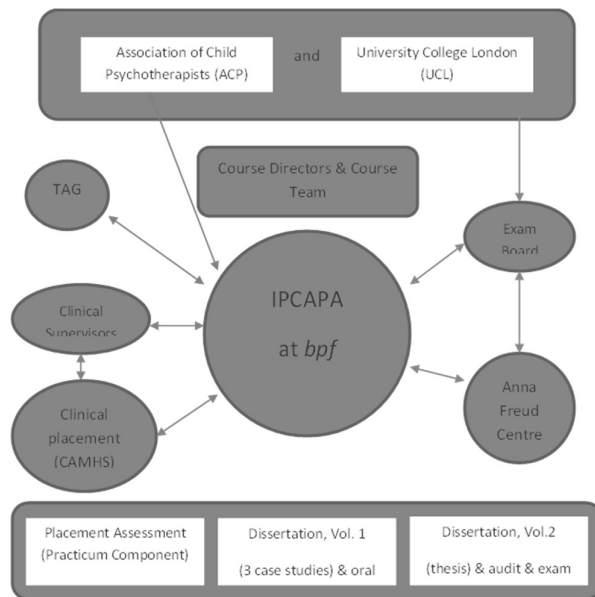 Association of Child
Psychotherapists (ACP)
and
University College London
(UCL)
Course Directors & Course
Team
TAG
Exam
Board
IPCAPA
at bpf
Clinical
Supervisors
Clinical
placement
(CAMHS)
Anna
Freud
Centre
Placement Assessment
(Practicum Component)
Dissertation, Vol. 1
(3 case studies) & oral
Dissertation, Vol.2
(thesis) & audit & exam